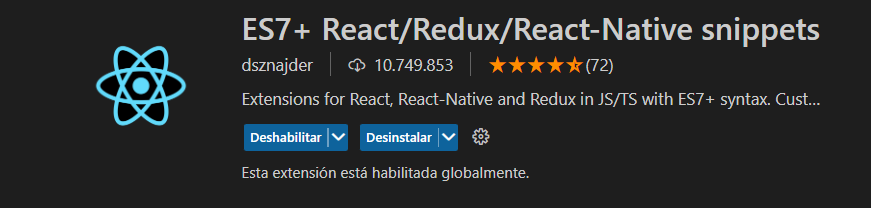 ES7+ React/Redux/React-Native snippets
dsznajder 10.749.853 (72)
Extensions for React, React-Native and Redux in JS/TS with ES7+ syntax. Cust...
Deshabilitar Desinstalar
Esta extensión está habilitada globalmente.